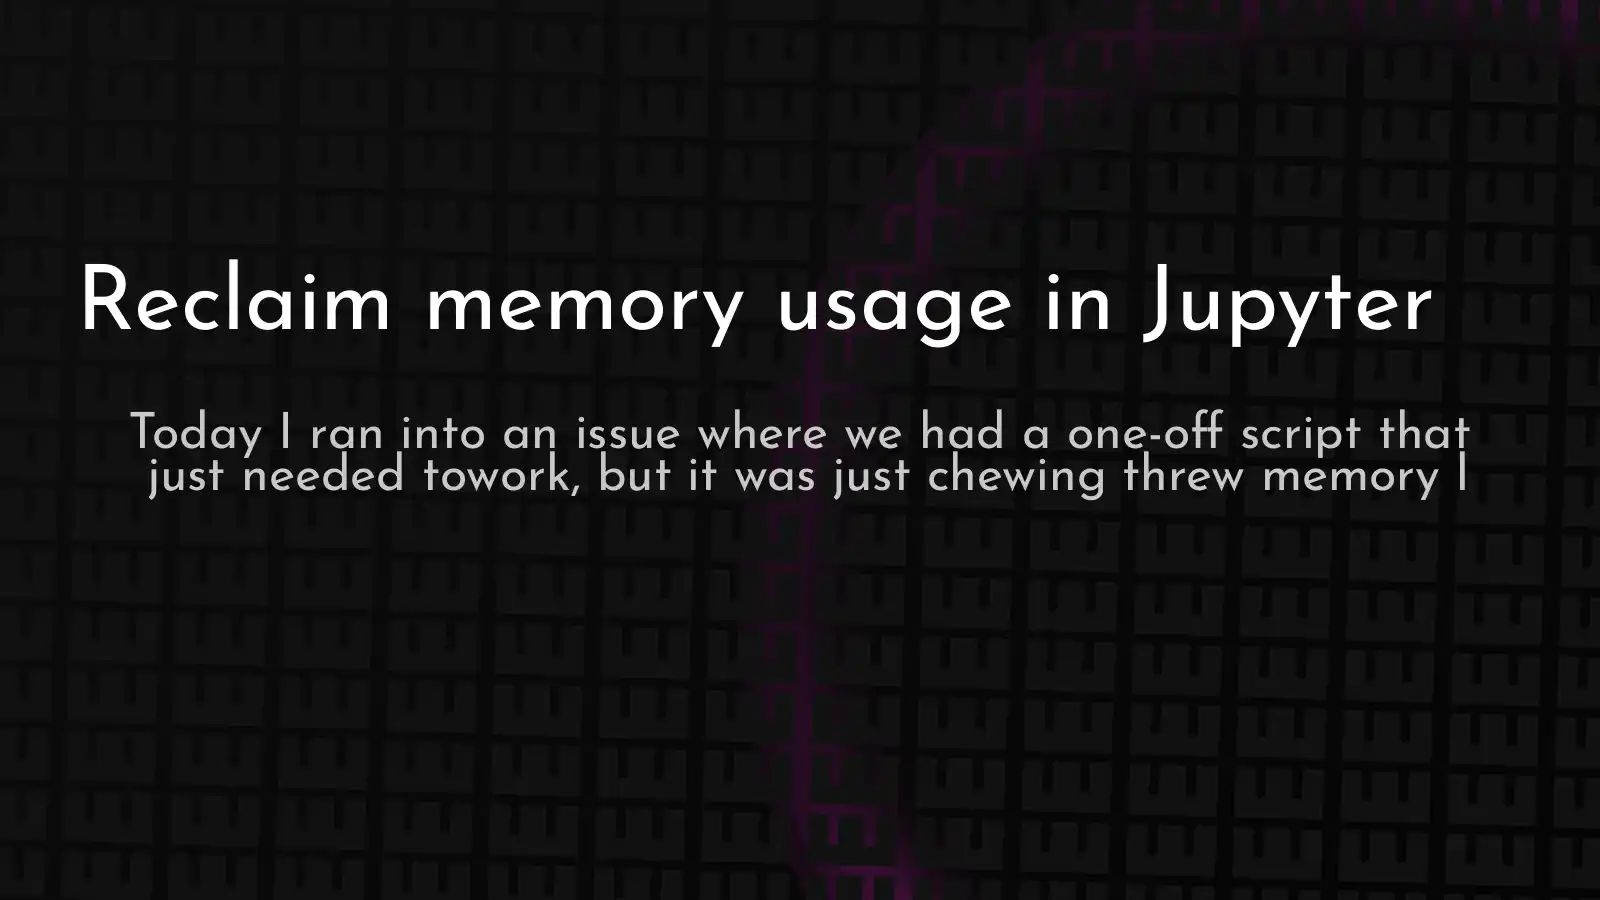 Reclaim memory usage in Jupyter
Today I ran into an issue where we had a one-off script that
just needed towork, but it was just chewing threw memory l